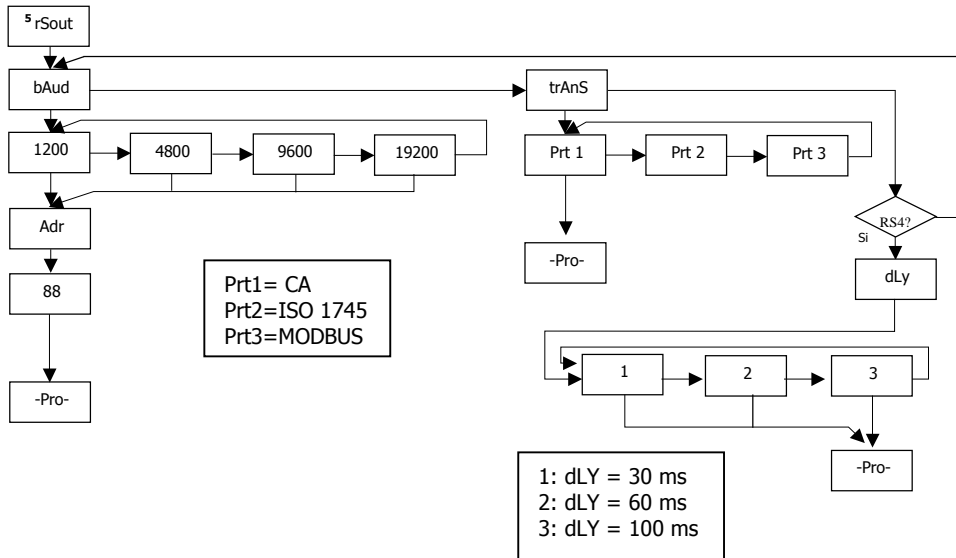 5 rSout
bAud
trAnS
1200
4800
9600
19200
Prt 1
Prt 2
Prt 3
Adr
RS4?
Si
-Pro-
dLy
88
Prt1= CA
Prt2=ISO 1745
Prt3=MODBUS
1
2
3
-Pro-
-Pro-
1: dLY = 30 ms
2: dLY = 60 ms
3: dLY = 100 ms